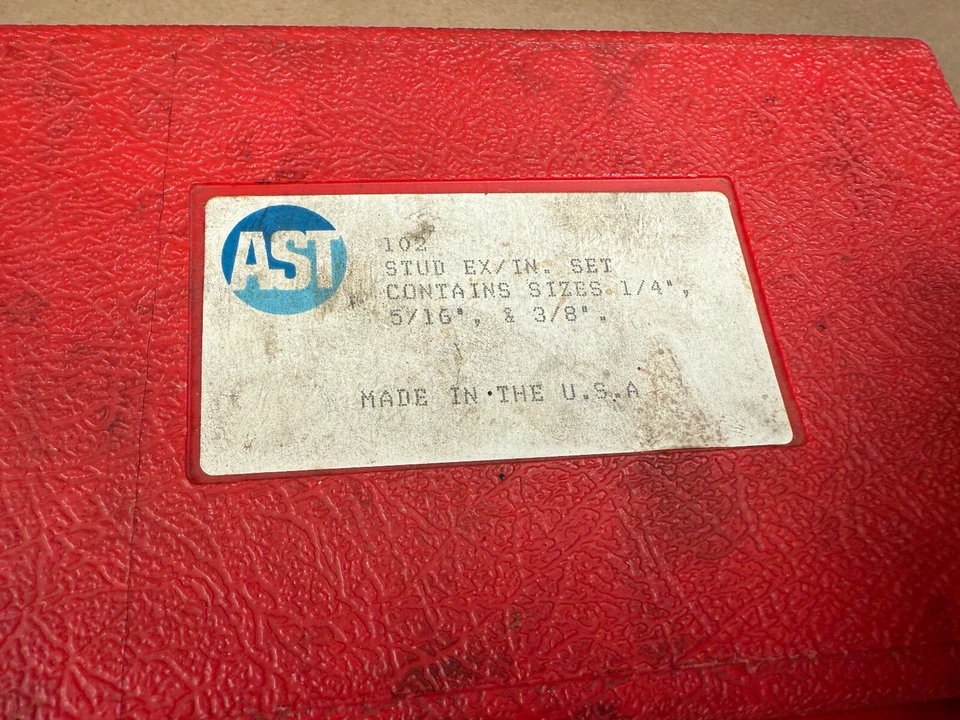 AST
102
STUD EX/IN. SET
CONTAINS SIZES 1/4",
5/16", & 3/8".
MADE IN THE U.S.A